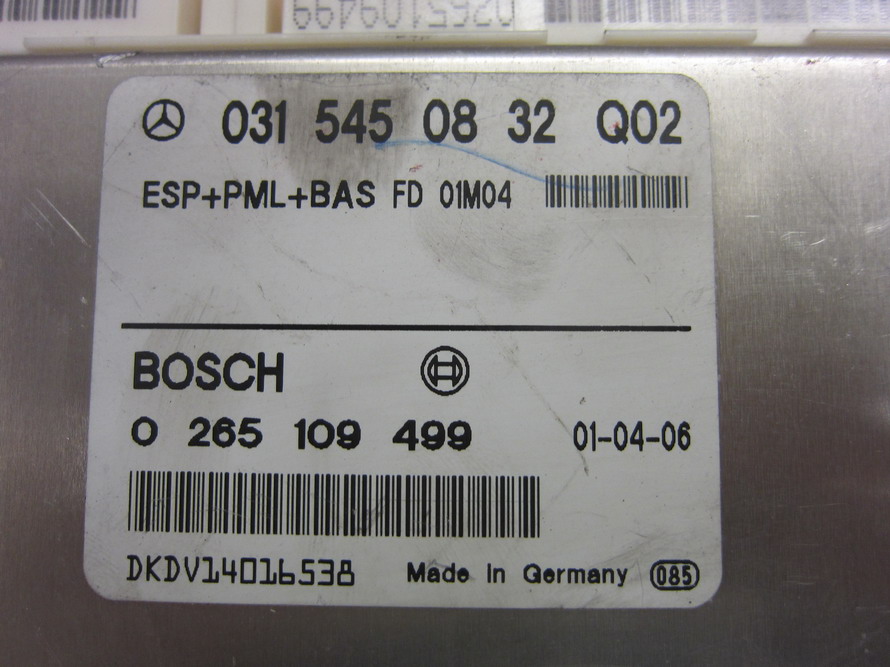 0265109499
031 545 08 32 Q02
ESP+PML+BAS FD 01M04
BOSCH
0 265 109 499 01-04-06
DKDV14016538 Made in Germany 085